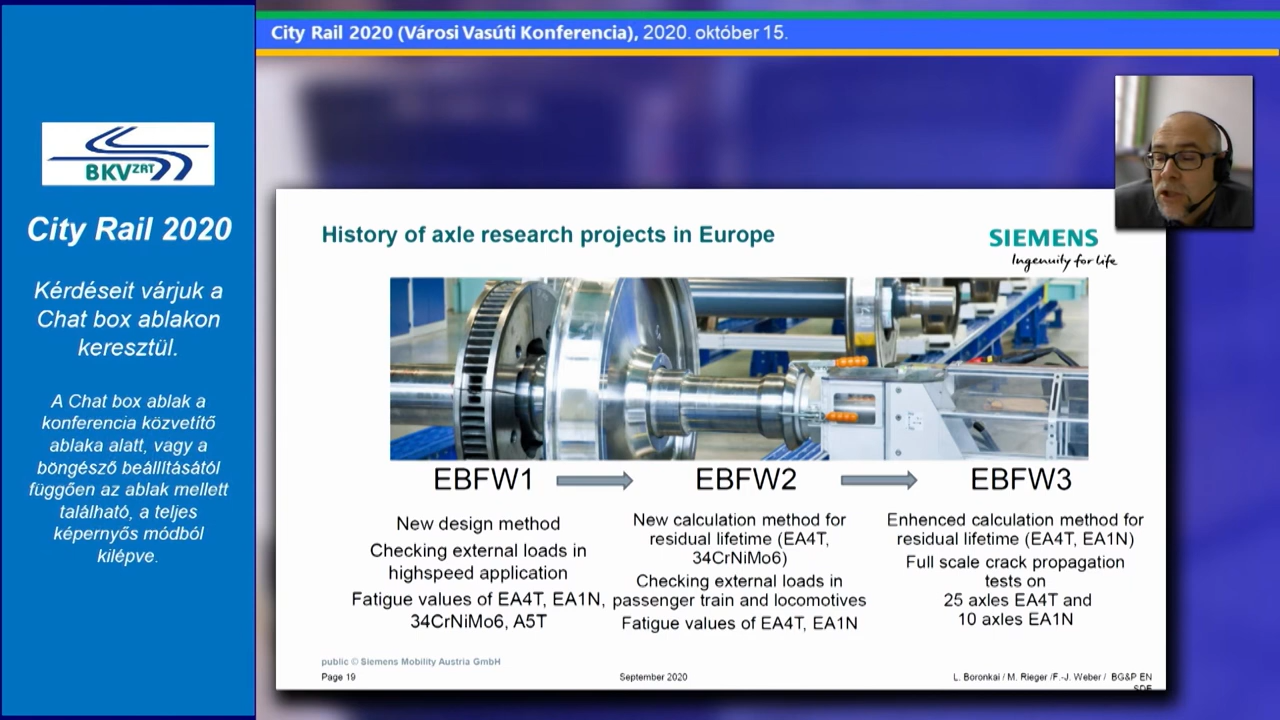 City Rail 2020 (Városi Vasúti Konferencia), 2020. október 15.
BKV ZRT
City Rail 2020
Kérdéseit várjuk a
Chat box ablakon
keresztül.
A Chat box ablak a
konferencia közvetítő
ablaka alatt, vagy a
böngésző beállításától
függően az ablak mellett
található, a teljes
képernyős módból
kilépve.
History of axle research projects in Europe
SIEMENS
Ingenuity for life
EBFW1
New design method
Checking external loads in
highspeed application
Fatigue values of EA4T, EA1N,
34CrNiMo6, A5T
EBFW2
New calculation method for
residual lifetime (EA4T,
34CrNiMo6)
Checking external loads in
passenger train and locomotives
Fatigue values of EA4T, EA1N
EBFW3
Enhenced calculation method for
residual lifetime (EA4T, EA1N)
Full scale crack propagation
tests on
25 axles EA4T and
10 axles EA1N
public © Siemens Mobility Austria GmbH
Page 19
September 2020
L. Boronkai / M. Rieger /F.-J. Weber / BG&P EN
SDE